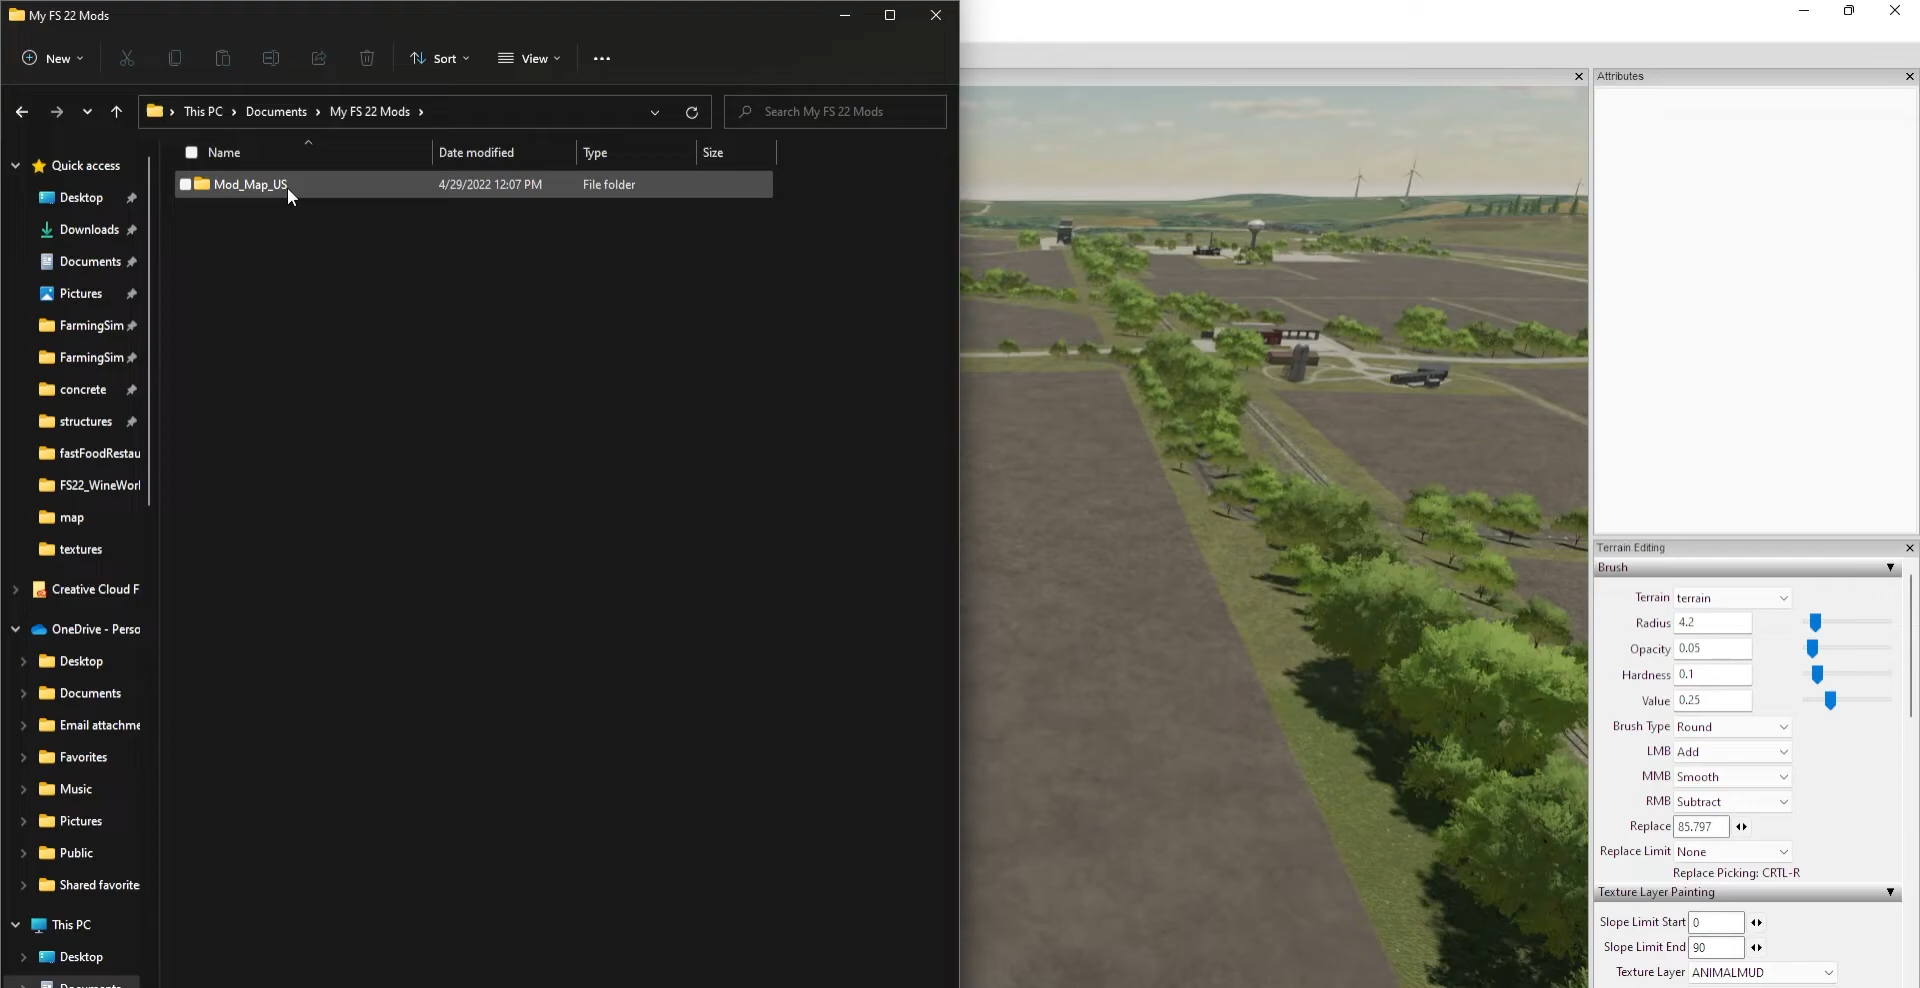 My FS 22 Mods
New
Sort
View
This PC
Documents
My FS 22 Mods
Search My FS 22 Mods
Name
Date modified
Type
Size
Mod_Map_US
4/29/2022 12:07 PM
File folder
Quick access
Desktop
Downloads
Documents
Pictures
FarmingSim
FarmingSim
concrete
structures
fastFoodRestau
FS22_WineWorl
map
textures
Creative Cloud F
OneDrive - Perso
Desktop
Documents
Email attachme
Favorites
Music
Pictures
Public
Shared favorite
This PC
Desktop
Documents
Attributes
Terrain Editing
Brush
Terrain terrain
Radius 4.2
Opacity 0.05
Hardness 0.1
Value 0.25
Brush Type Round
LMB Add
MMB Smooth
RMB Subtract
Replace 85.797
Replace Limit None
Replace Picking: CRTL-R
Texture Layer Painting
Slope Limit Start 0
Slope Limit End 90
Texture Layer ANIMALMUD